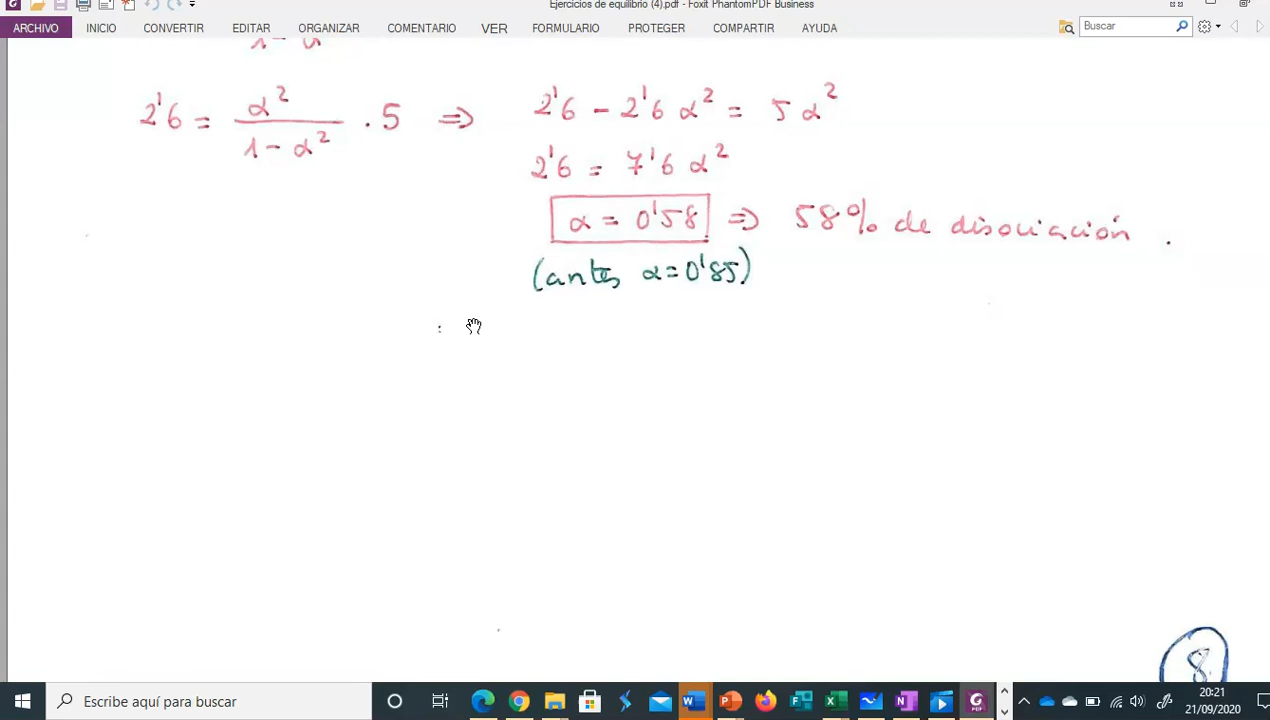 Ejercicios de equilibrio (4).pdf - Foxit PhantomPDF Business
ARCHIVO INICIO CONVERTIR EDITAR ORGANIZAR COMENTARIO VER FORMULARIO PROTEGER COMPARTIR AYUDA Buscar
2'6 = α² / 1 - α² · 5 ⇒ 2'6 - 2'6 α² = 5 α²
2'6 = 7'6 α²
α = 0'58 ⇒ 58% de disociación.
(antes α = 0'85)
8
Escribe aquí para buscar
20:21
21/09/2020